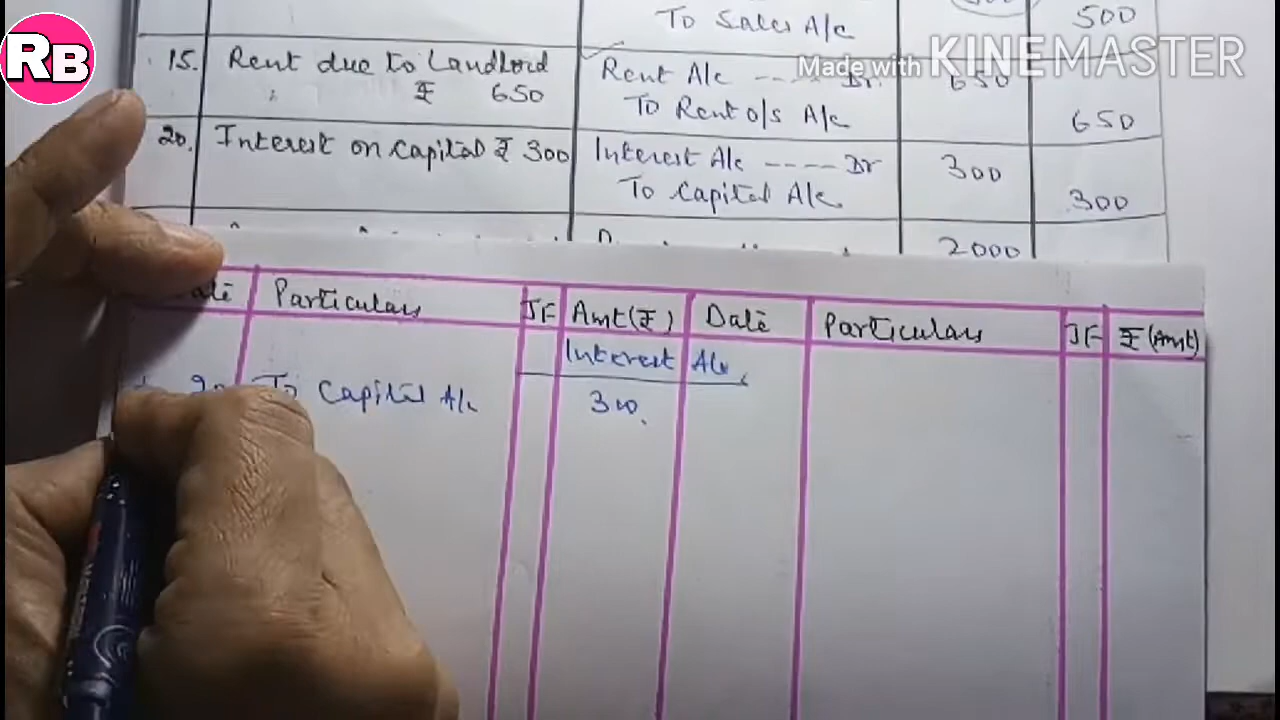 RB
Made with KINEMASTER
To Sales A/c
500
15. Rent due to Landlord
₹ 650
Rent A/c ---- Dr. 650
To Rent o/s A/c 650
20. Interest on capital ₹ 300
Interest A/c ---- Dr 300
To Capital A/c 300
2000
Particulars JF Amt(₹) Date Particulars JF ₹(Amt)
Interest A/c
To Capital A/c 300.